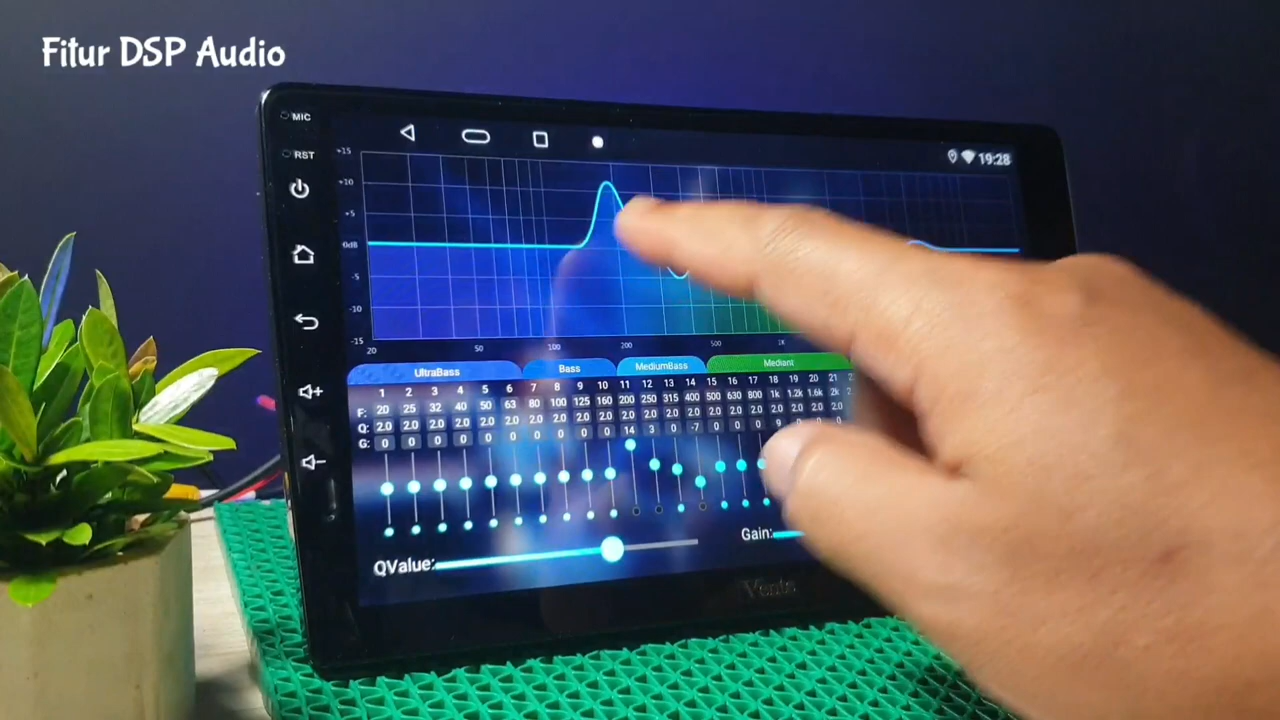 Fitur DSP Audio
MIC
RST
19:28
+15
+10
+5
0dB
-5
-10
-15
20 50 100 200 500 1K
UltraBass Bass MediumBass Mediant
1 2 3 4 5 6 7 8 9 10 11 12 13 14 15 16 17 18 19 20 21
F: 20 25 32 40 50 63 80 100 125 160 200 250 315 400 500 630 800 1k 1.2k 1.6k 2k
Q: 2.0 2.0 2.0 2.0 2.0 2.0 2.0 2.0 2.0 2.0 2.0 2.0 2.0 2.0 2.0 2.0 2.0 2.0 2.0 2.0 2.0
G: 0 0 0 0 0 0 0 0 0 0 14 3 0 -7 0 0 0
QValue: Gain: